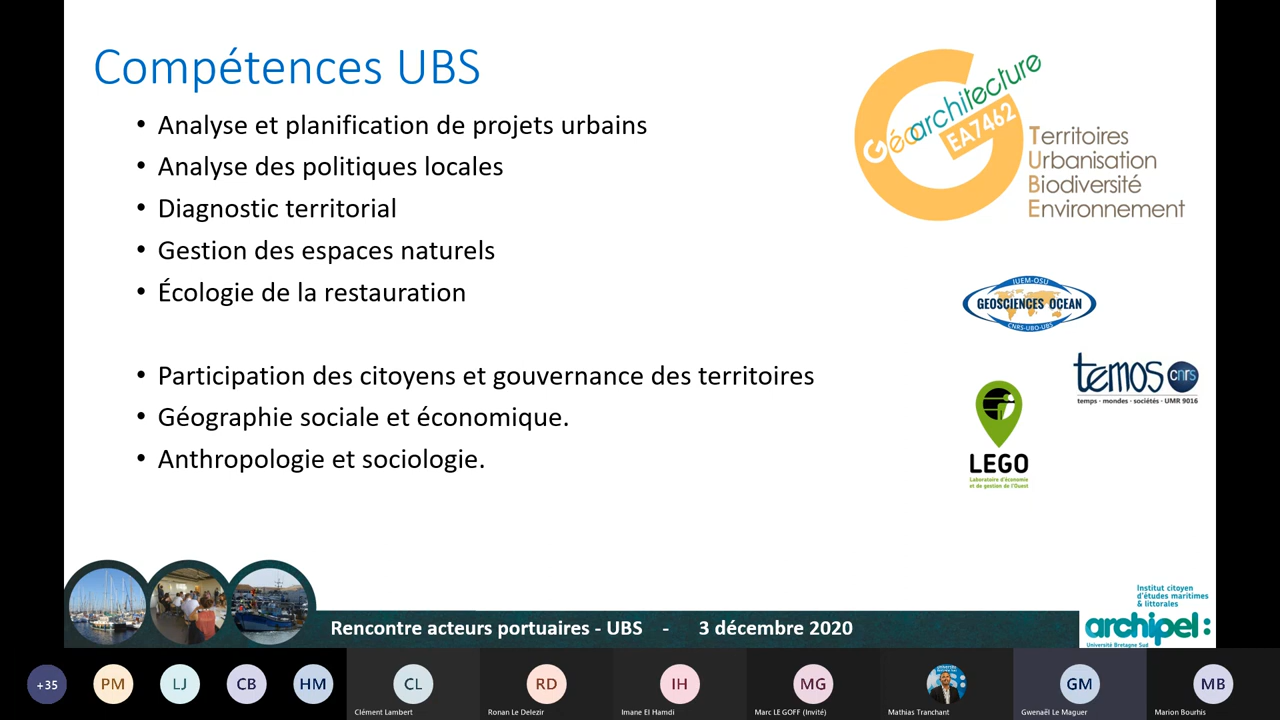 Compétences UBS
• Analyse et planification de projets urbains
• Analyse des politiques locales
• Diagnostic territorial
• Gestion des espaces naturels
• Écologie de la restauration
• Participation des citoyens et gouvernance des territoires
• Géographie sociale et économique.
• Anthropologie et sociologie.
Géoarchitecture
EA7462
Territoires
Urbanisation
Biodiversité
Environnement
IUEM-OSU
GEOSCIENCES OCEAN
CNRS-UBO-UBS
temos cnrs
temps - mondes - sociétés - UMR 9016
LEGO
Laboratoire d'économie
et de gestion de l'Ouest
Institut citoyen
d'études maritimes
& littorales
archipel:
Université Bretagne Sud
Rencontre acteurs portuaires - UBS - 3 décembre 2020
+35 PM LJ CB HM CL RD IH MG GM MB
Clément Lambert Ronan Le Delezir Imane El Hamdi Marc LE GOFF (Invité) Mathias Tranchant Gwenaël Le Maguer Marion Bourhis